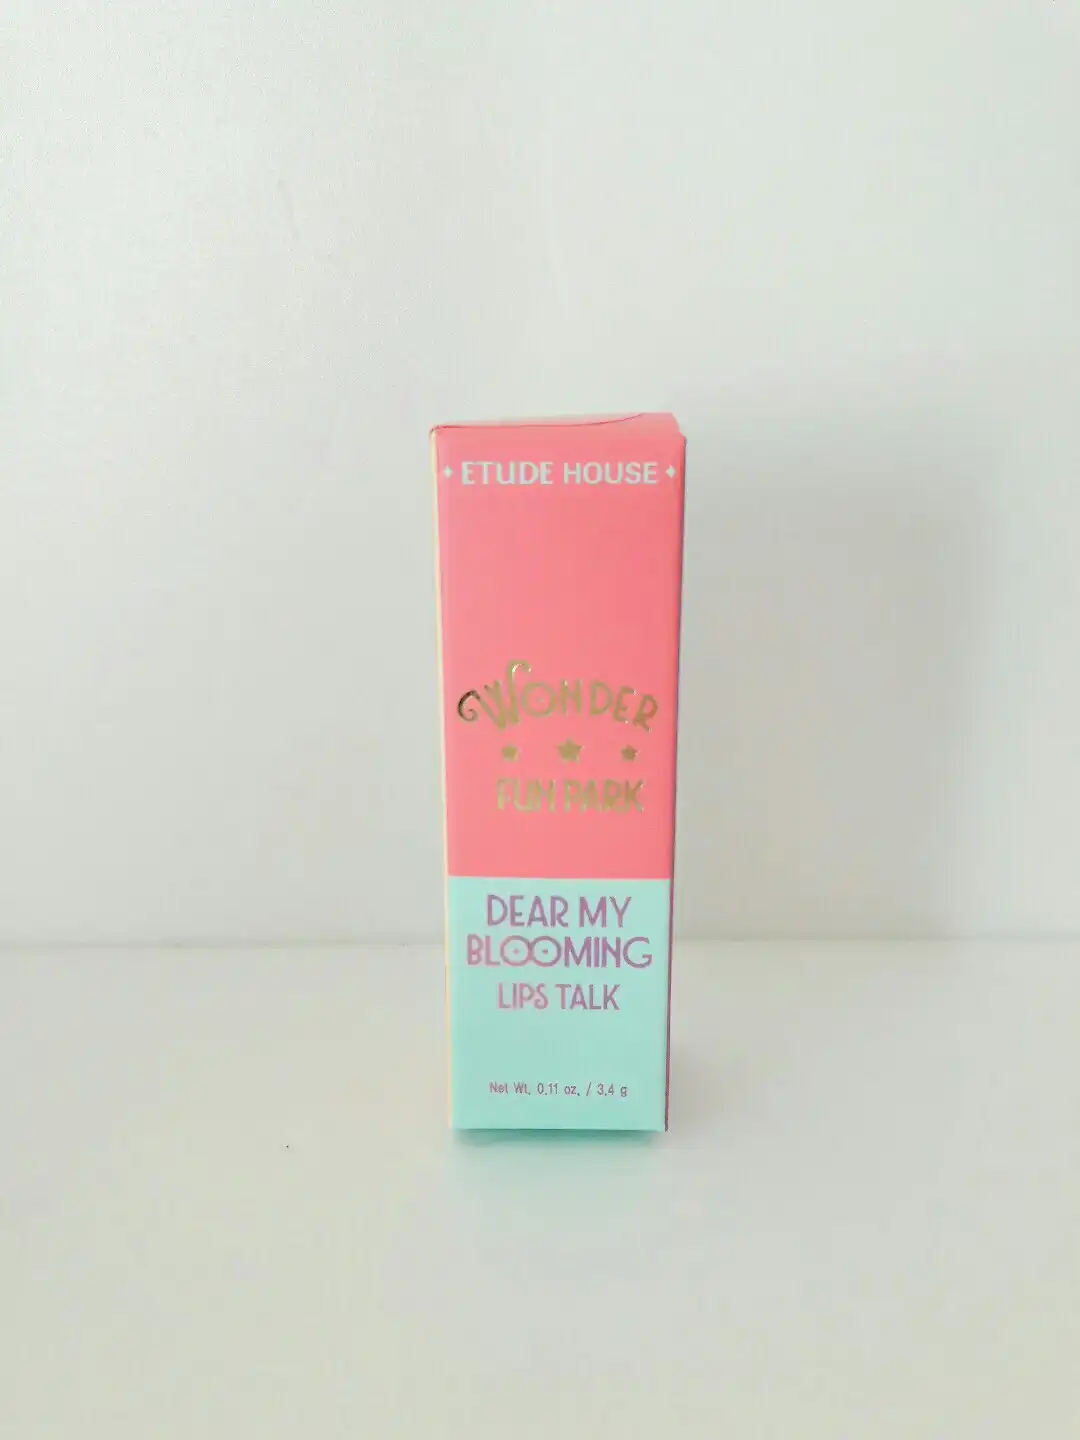 ETUDE HOUSE
WONDER
FUN PARK
DEAR MY
BLOOMING
LIPS TALK
Net Wt. 0.11 oz. / 3.4 g